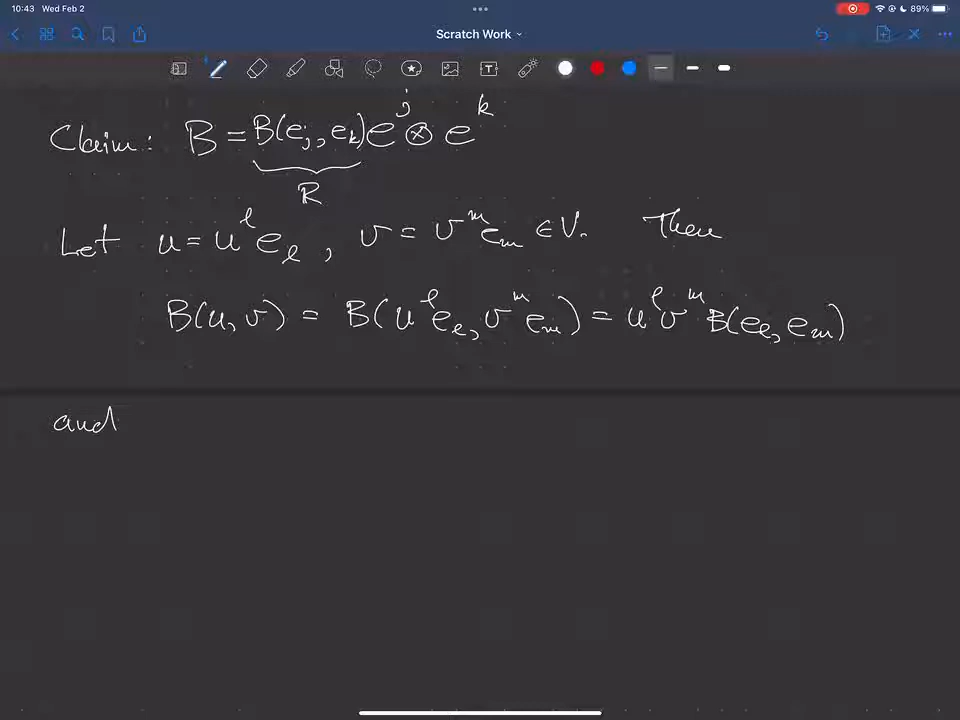 10:43 Wed Feb 2
89%
Scratch Work
Claim: B = B(e_j, e_k) e^j ⊗ e^k
R
Let u = u^l e_l , v = v^m e_m ∈ V. Then
B(u, v) = B(u^l e_l, v^m e_m) = u^l v^m B(e_l, e_m)
and